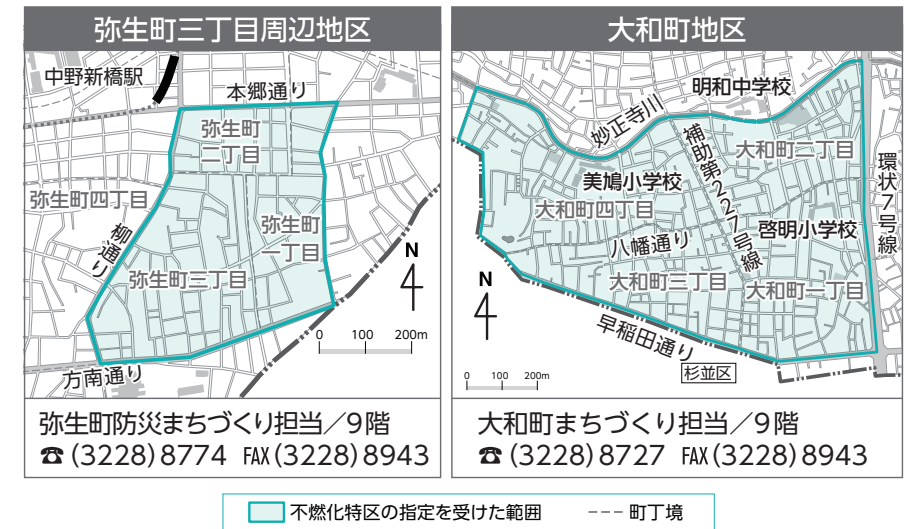 弥生町三丁目周辺地区
中野新橋駅
本郷通り
弥生町
二丁目
弥生町四丁目
柳通り
弥生町
一丁目
弥生町三丁目
N
0 100 200m
方南通り
弥生町防災まちづくり担当／9階
☎(3228)8774 FAX(3228)8943
大和町地区
明和中学校
妙正寺川
補助第227号線
大和町二丁目
環状7号線
美鳩小学校
大和町四丁目
啓明小学校
八幡通り
大和町三丁目
大和町一丁目
N
早稲田通り
0 100 200m
杉並区
大和町まちづくり担当／9階
☎(3228)8727 FAX(3228)8943
不燃化特区の指定を受けた範囲 町丁境